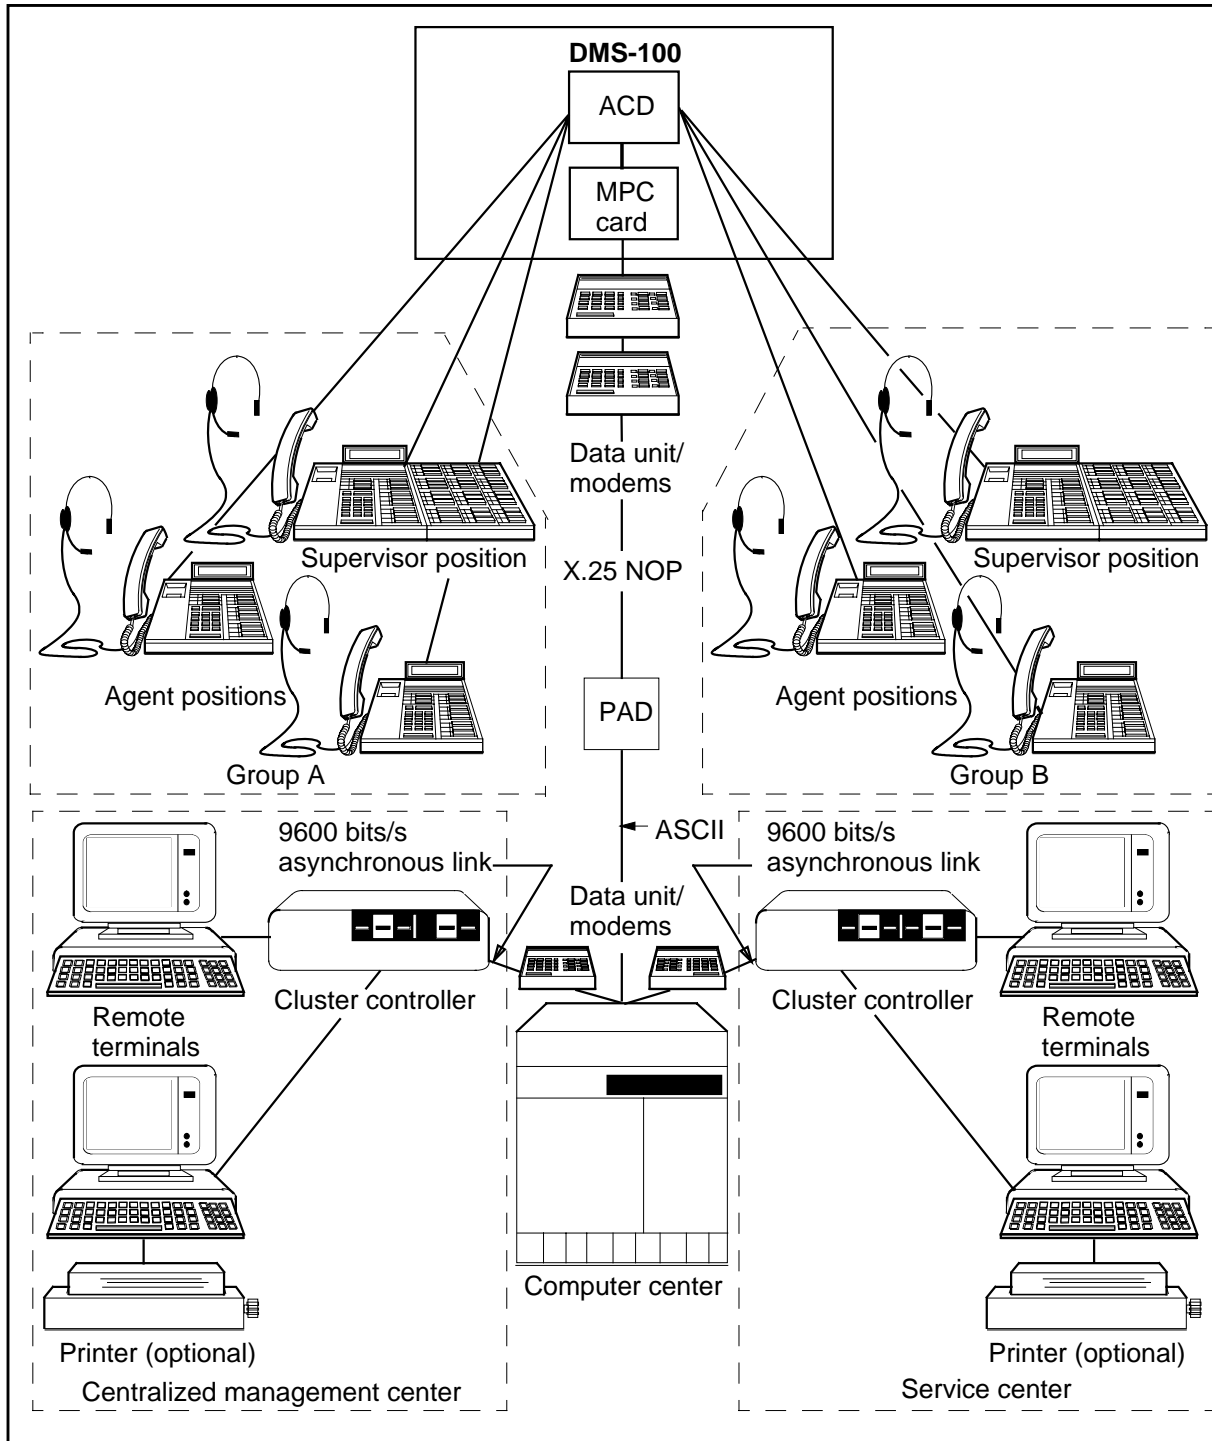 DMS-100
ACD
MPC
card
Data unit/
modems
X.25 NOP
Supervisor position
Agent positions
Group A
Supervisor position
Agent positions
Group B
PAD
ASCII
9600 bits/s
asynchronous link
9600 bits/s
asynchronous link
Data unit/
modems
Cluster controller
Cluster controller
Remote
terminals
Remote
terminals
Computer center
Printer (optional)
Printer (optional)
Centralized management center
Service center